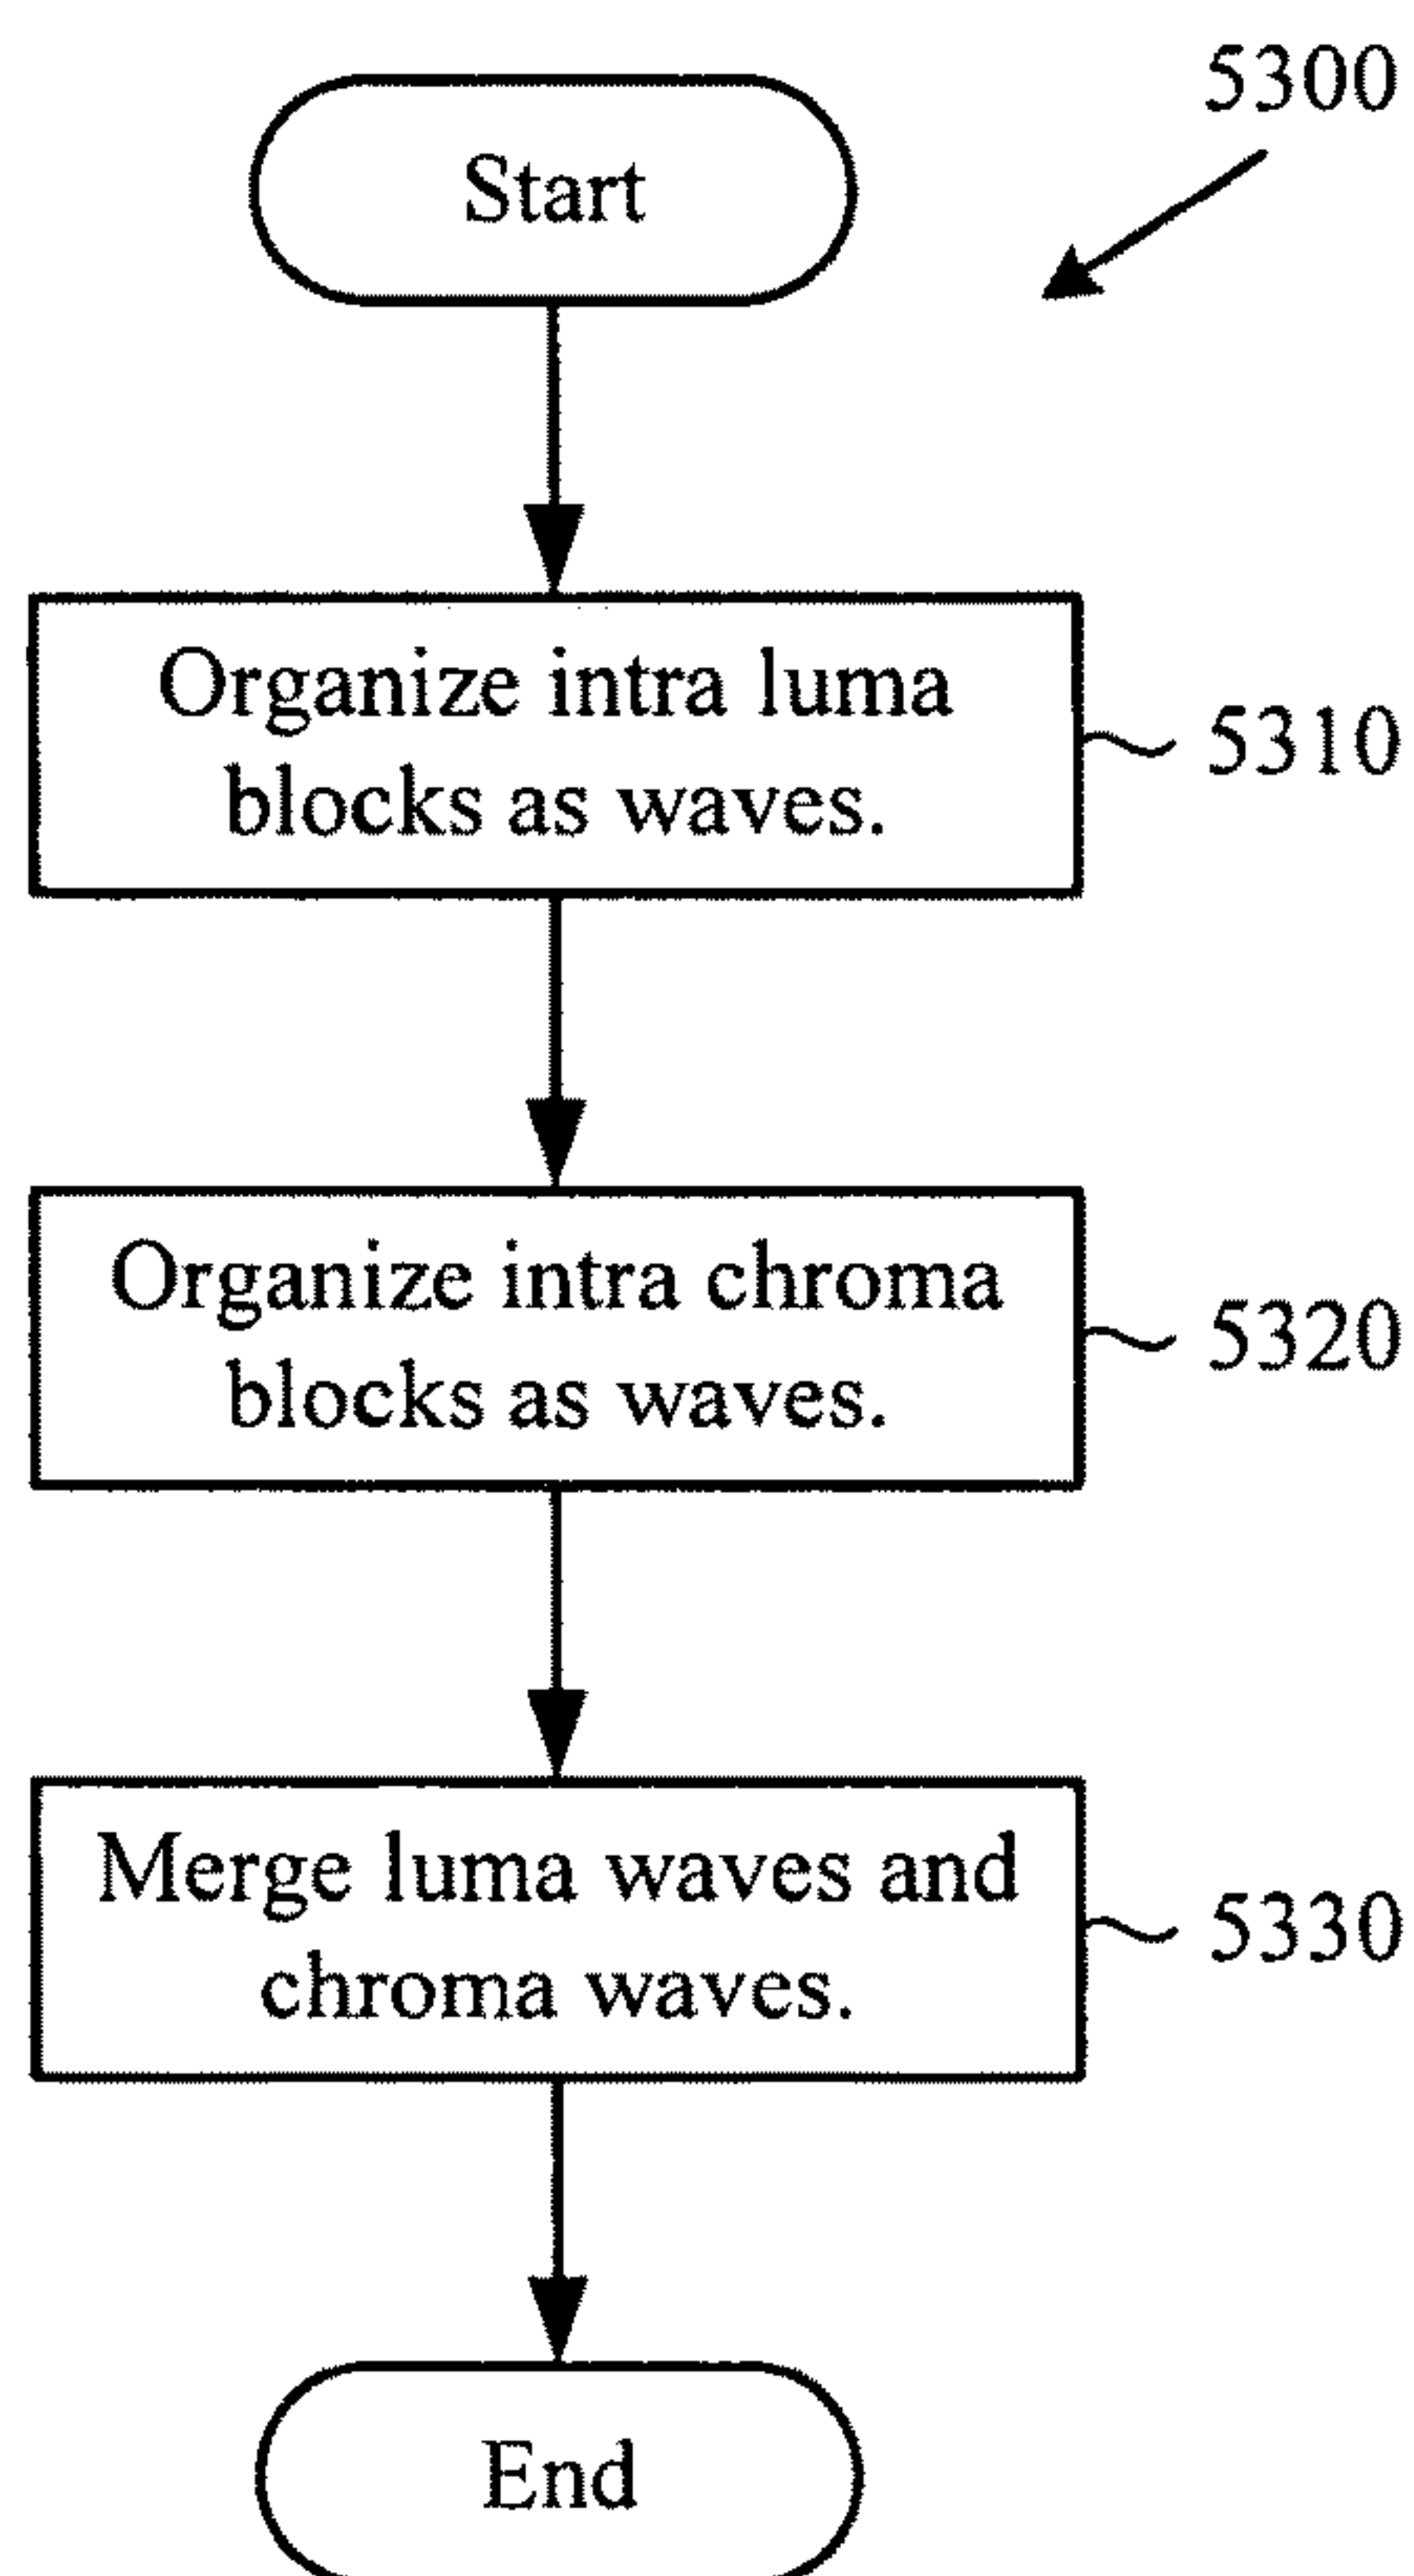 5300
Start
Organize intra luma
blocks as waves.
5310
Organize intra chroma
blocks as waves.
5320
Merge luma waves and
chroma waves.
5330
End